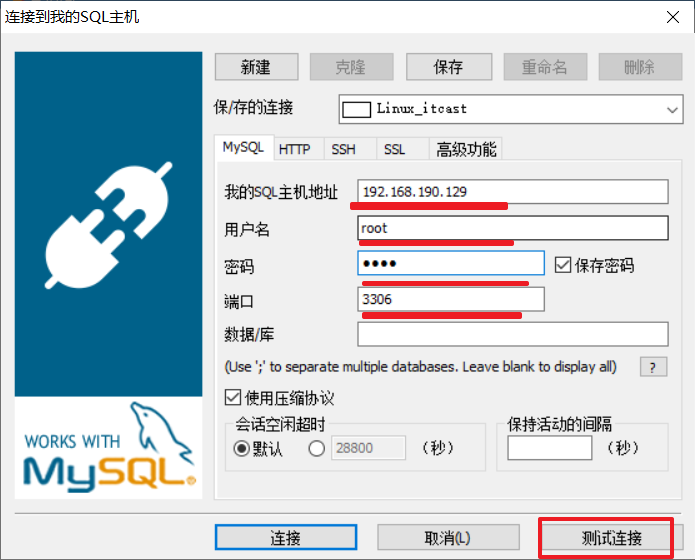 连接到我的SQL主机
新建 克隆 保存 重命名 删除
保/存的连接 Linux_itcast
MySQL HTTP SSH SSL 高级功能
我的SQL主机地址 192.168.190.129
用户名 root
密码 •••• 保存密码
端口 3306
数据/库
(Use ';' to separate multiple databases. Leave blank to display all) ?
使用压缩协议
会话空闲超时 保持活动的间隔
默认 28800 (秒) (秒)
WORKS WITH
MySQL®
连接 取消(L) 测试连接